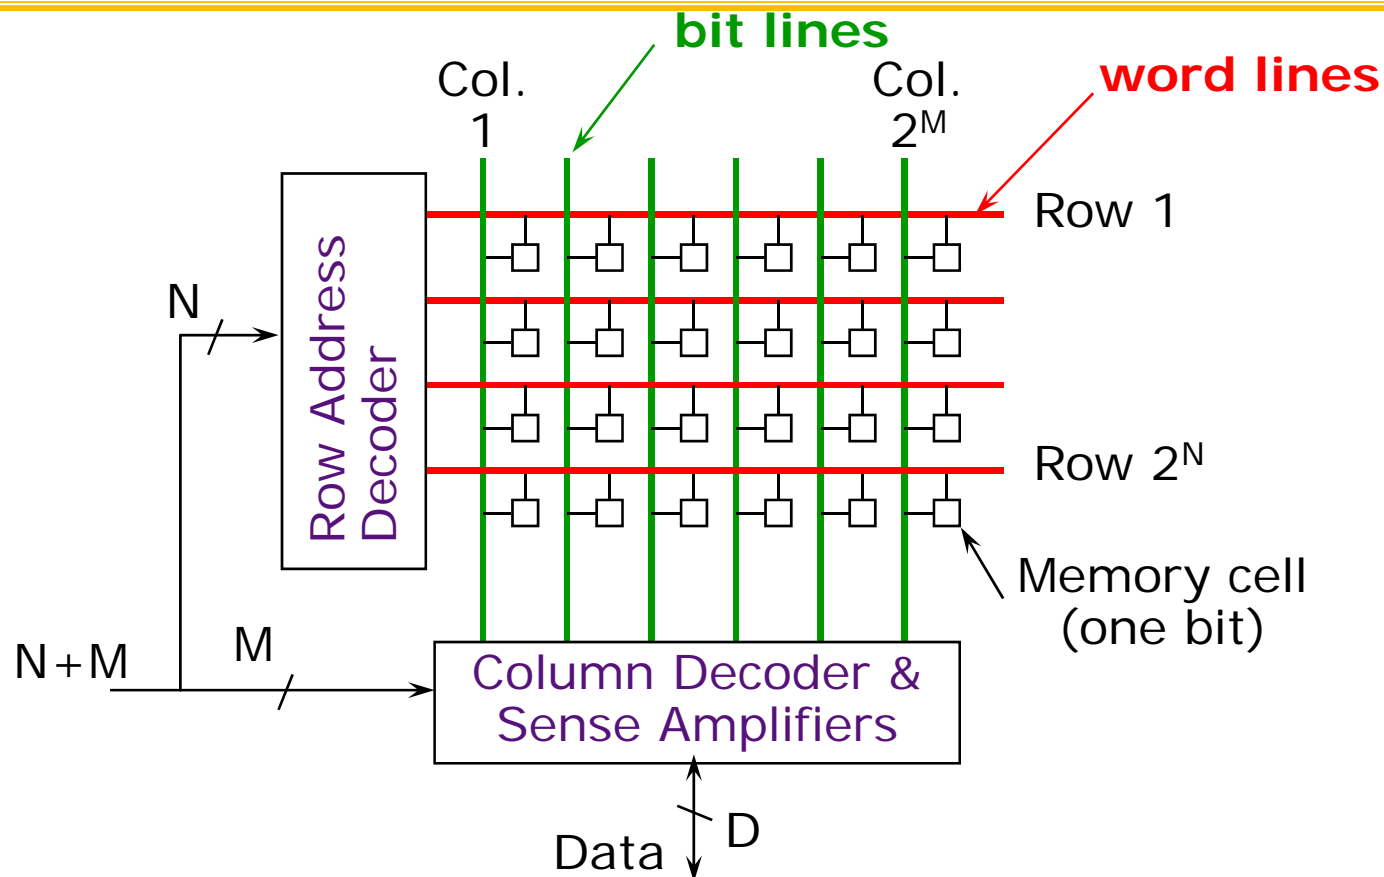 bit lines
word lines
Col.
1
Col.
2ᴹ
Row 1
Row Address
Decoder
N
Row 2ᴺ
Memory cell
(one bit)
N+M
M
Column Decoder &
Sense Amplifiers
D
Data